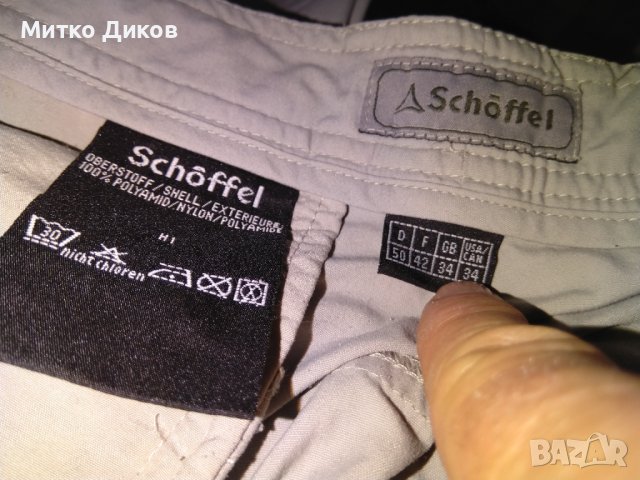 Митко Диков
Schöffel
Schöffel
OBERSTOFF/SHELL/EXTERIEURE
100% POLYAMID/NYLON/POLYAMIDE
H1
30
nicht chloren
D F GB USA/CAN
50 42 34 34
BAZAR